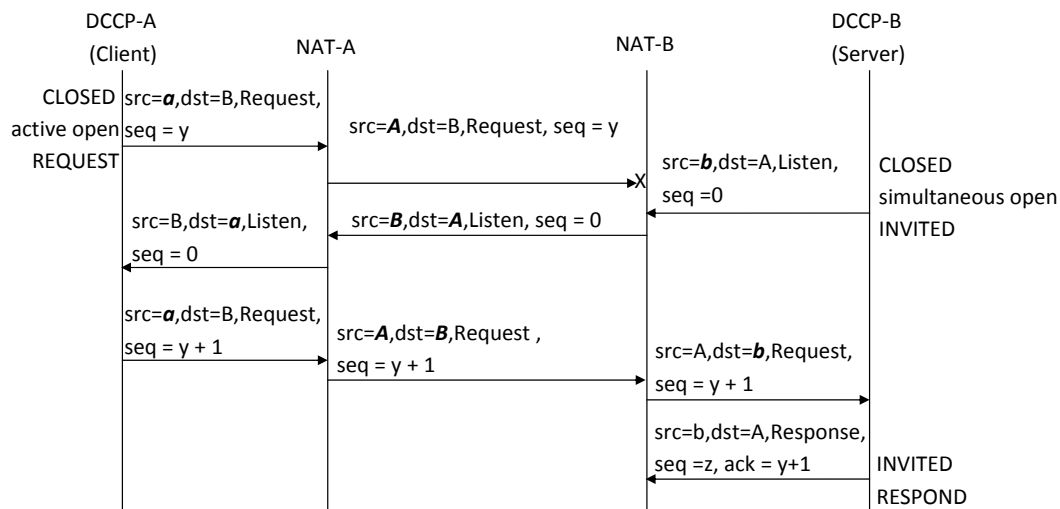 DCCP-A
(Client)
NAT-A
NAT-B
DCCP-B
(Server)
CLOSED
active open
REQUEST
src=a,dst=B,Request,
seq = y
src=A,dst=B,Request, seq = y
X
src=b,dst=A,Listen,
seq =0
CLOSED
simultaneous open
INVITED
src=B,dst=A,Listen, seq = 0
src=B,dst=a,Listen,
seq = 0
src=a,dst=B,Request,
seq = y + 1
src=A,dst=B,Request ,
seq = y + 1
src=A,dst=b,Request,
seq = y + 1
src=b,dst=A,Response,
seq =z, ack = y+1
INVITED
RESPOND